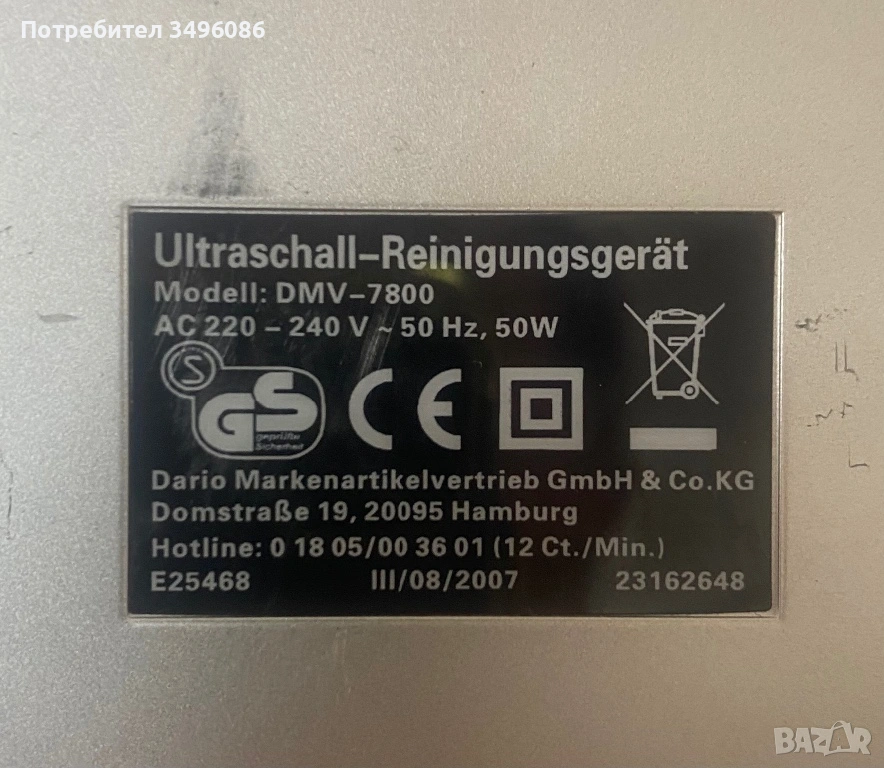 Потребител 3496086
Ultraschall-Reinigungsgerät
Modell: DMV-7800
AC 220 - 240 V ~ 50 Hz, 50W
S
GS
geprüfte
Sicherheit
CE
Dario Markenartikelvertrieb GmbH & Co.KG
Domstraße 19, 20095 Hamburg
Hotline: 0 18 05/00 36 01 (12 Ct./Min.)
E25468 III/08/2007 23162648
BAZAR